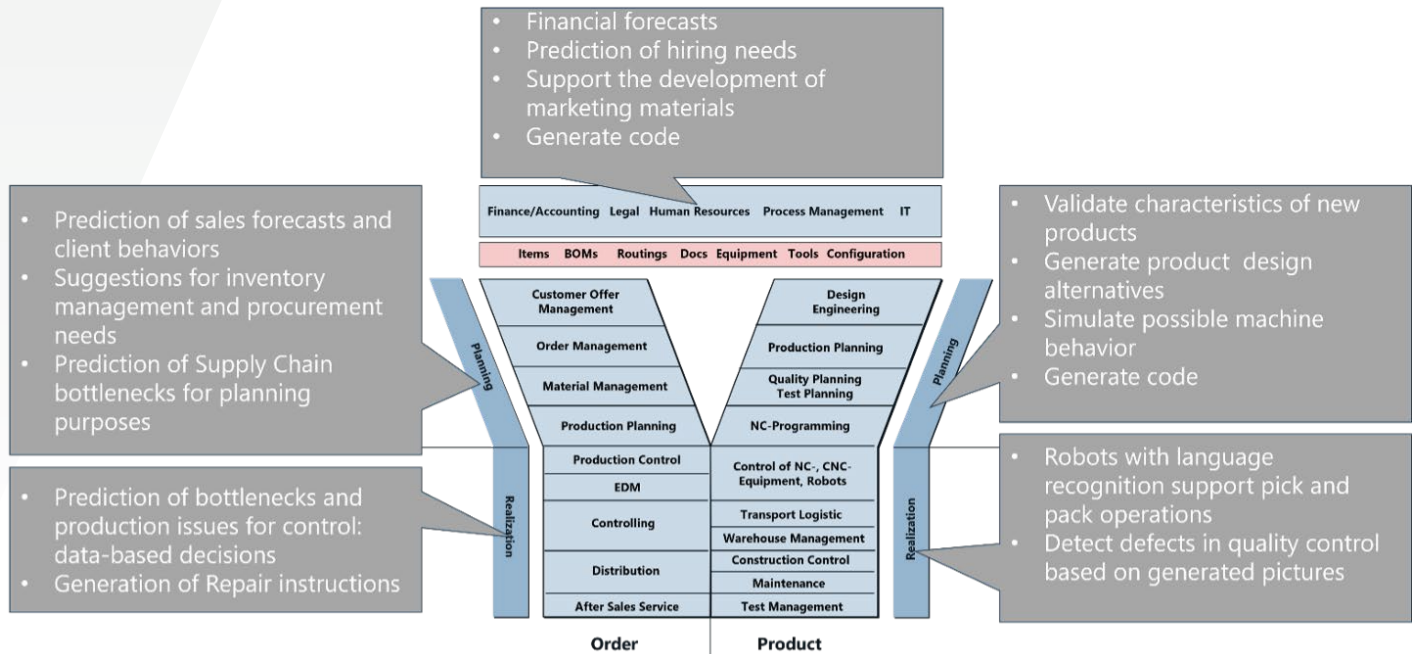 • Financial forecasts
• Prediction of hiring needs
• Support the development of
marketing materials
• Generate code
• Prediction of sales forecasts and
client behaviors
• Suggestions for inventory
management and procurement
needs
• Prediction of Supply Chain
bottlenecks for planning
purposes
• Prediction of bottlenecks and
production issues for control:
data-based decisions
• Generation of Repair instructions
Finance/Accounting Legal Human Resources Process Management IT
Items BOMs Routings Docs Equipment Tools Configuration
Planning
Realization
Customer Offer
Management
Order Management
Material Management
Production Planning
Production Control
EDM
Controlling
Distribution
After Sales Service
Order
Design
Engineering
Production Planning
Quality Planning
Test Planning
NC-Programming
Control of NC-, CNC-
Equipment, Robots
Transport Logistic
Warehouse Management
Construction Control
Maintenance
Test Management
Product
Planning
Realization
• Validate characteristics of new
products
• Generate product design
alternatives
• Simulate possible machine
behavior
• Generate code
• Robots with language
recognition support pick and
pack operations
• Detect defects in quality control
based on generated pictures